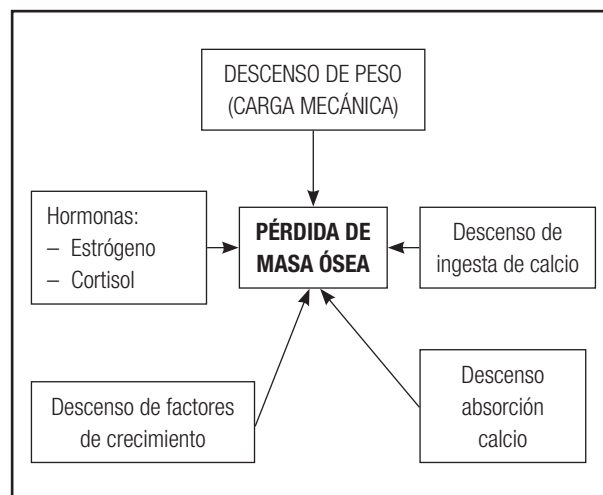 DESCENSO DE PESO
(CARGA MECÁNICA)
Hormonas:
– Estrógeno
– Cortisol
PÉRDIDA DE
MASA ÓSEA
Descenso de
ingesta de calcio
Descenso de factores
de crecimiento
Descenso
absorción
calcio